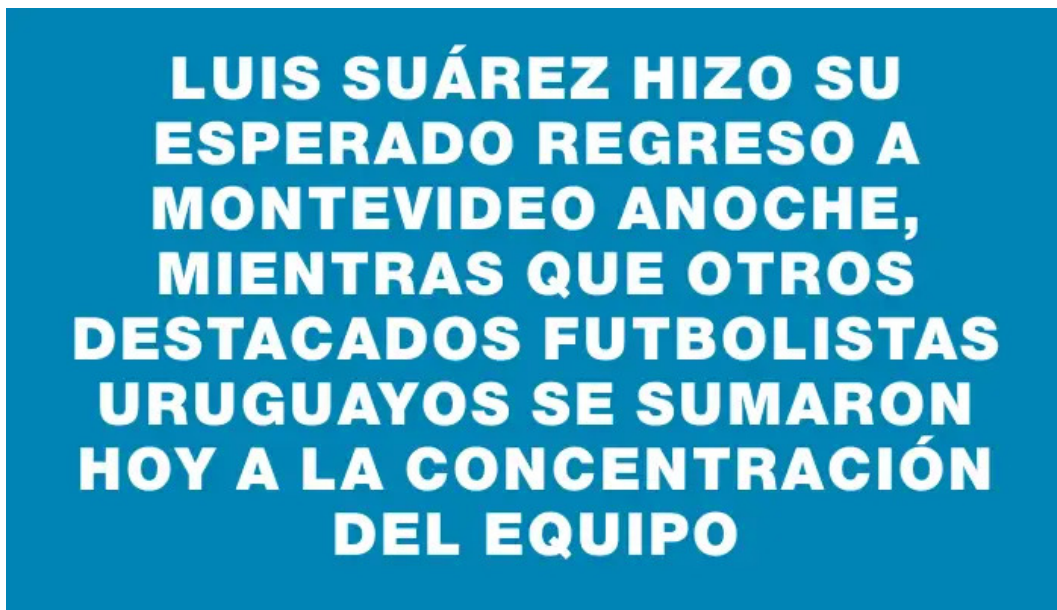 LUIS SUÁREZ HIZO SU
ESPERADO REGRESO A
MONTEVIDEO ANOCHE,
MIENTRAS QUE OTROS
DESTACADOS FUTBOLISTAS
URUGUAYOS SE SUMARON
HOY A LA CONCENTRACIÓN
DEL EQUIPO